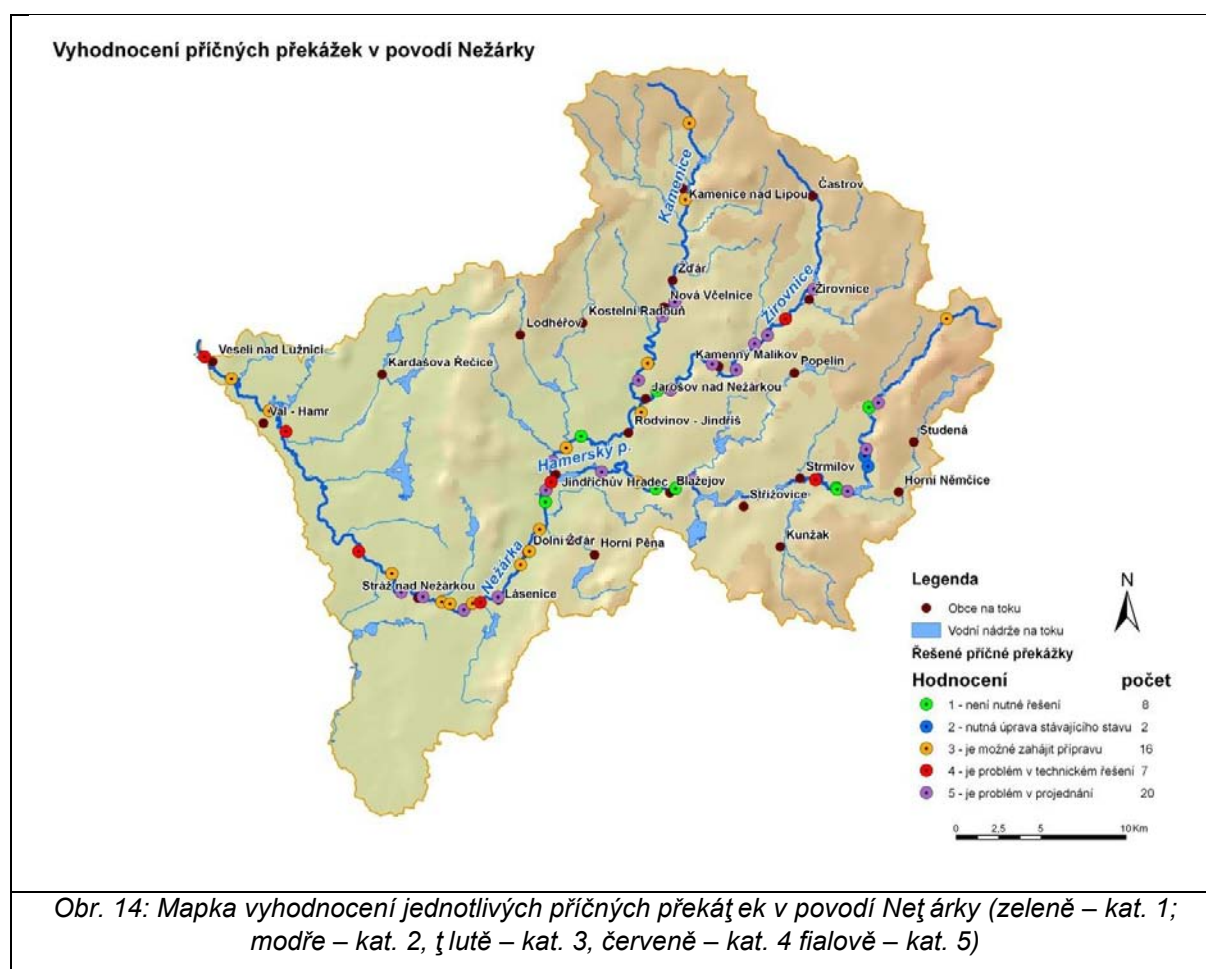 Vyhodnocení příčných překážek v povodí Nežárky
Kamenice
Kamenice nad Lipou
Častrov
Žďár
Nová Včelnice
Žirovnice
Žirovnice
Lodhéřov
Kostelní Radouň
Veselí nad Lužnicí
Kardašova Řečice
Kamenny Malíkov
Popelín
Val - Hamr
Jarošov nad Nežárkou
Rodvínov - Jindřiš
Studená
Hamerský p.
Jindřichův Hradec
Blažejov
Strmilov
Horní Němčice
Střížovice
Dolní Žďár
Horní Pěna
Kunžak
Nežárka
Stráž nad Nežárkou
Lásenice
Legenda
N
Obce na toku
Vodní nádrže na toku
Řešené příčné překážky
Hodnocení počet
1 - není nutné řešení 8
2 - nutná úprava stávajícího stavu 2
3 - je možné zahájit přípravu 16
4 - je problém v technickém řešení 7
5 - je problém v projednání 20
0 2,5 5 10 Km
Obr. 14: Mapka vyhodnocení jednotlivých příčných překáţek v povodí Neţárky (zeleně – kat. 1;
modře – kat. 2, ţlutě – kat. 3, červeně – kat. 4 fialově – kat. 5)